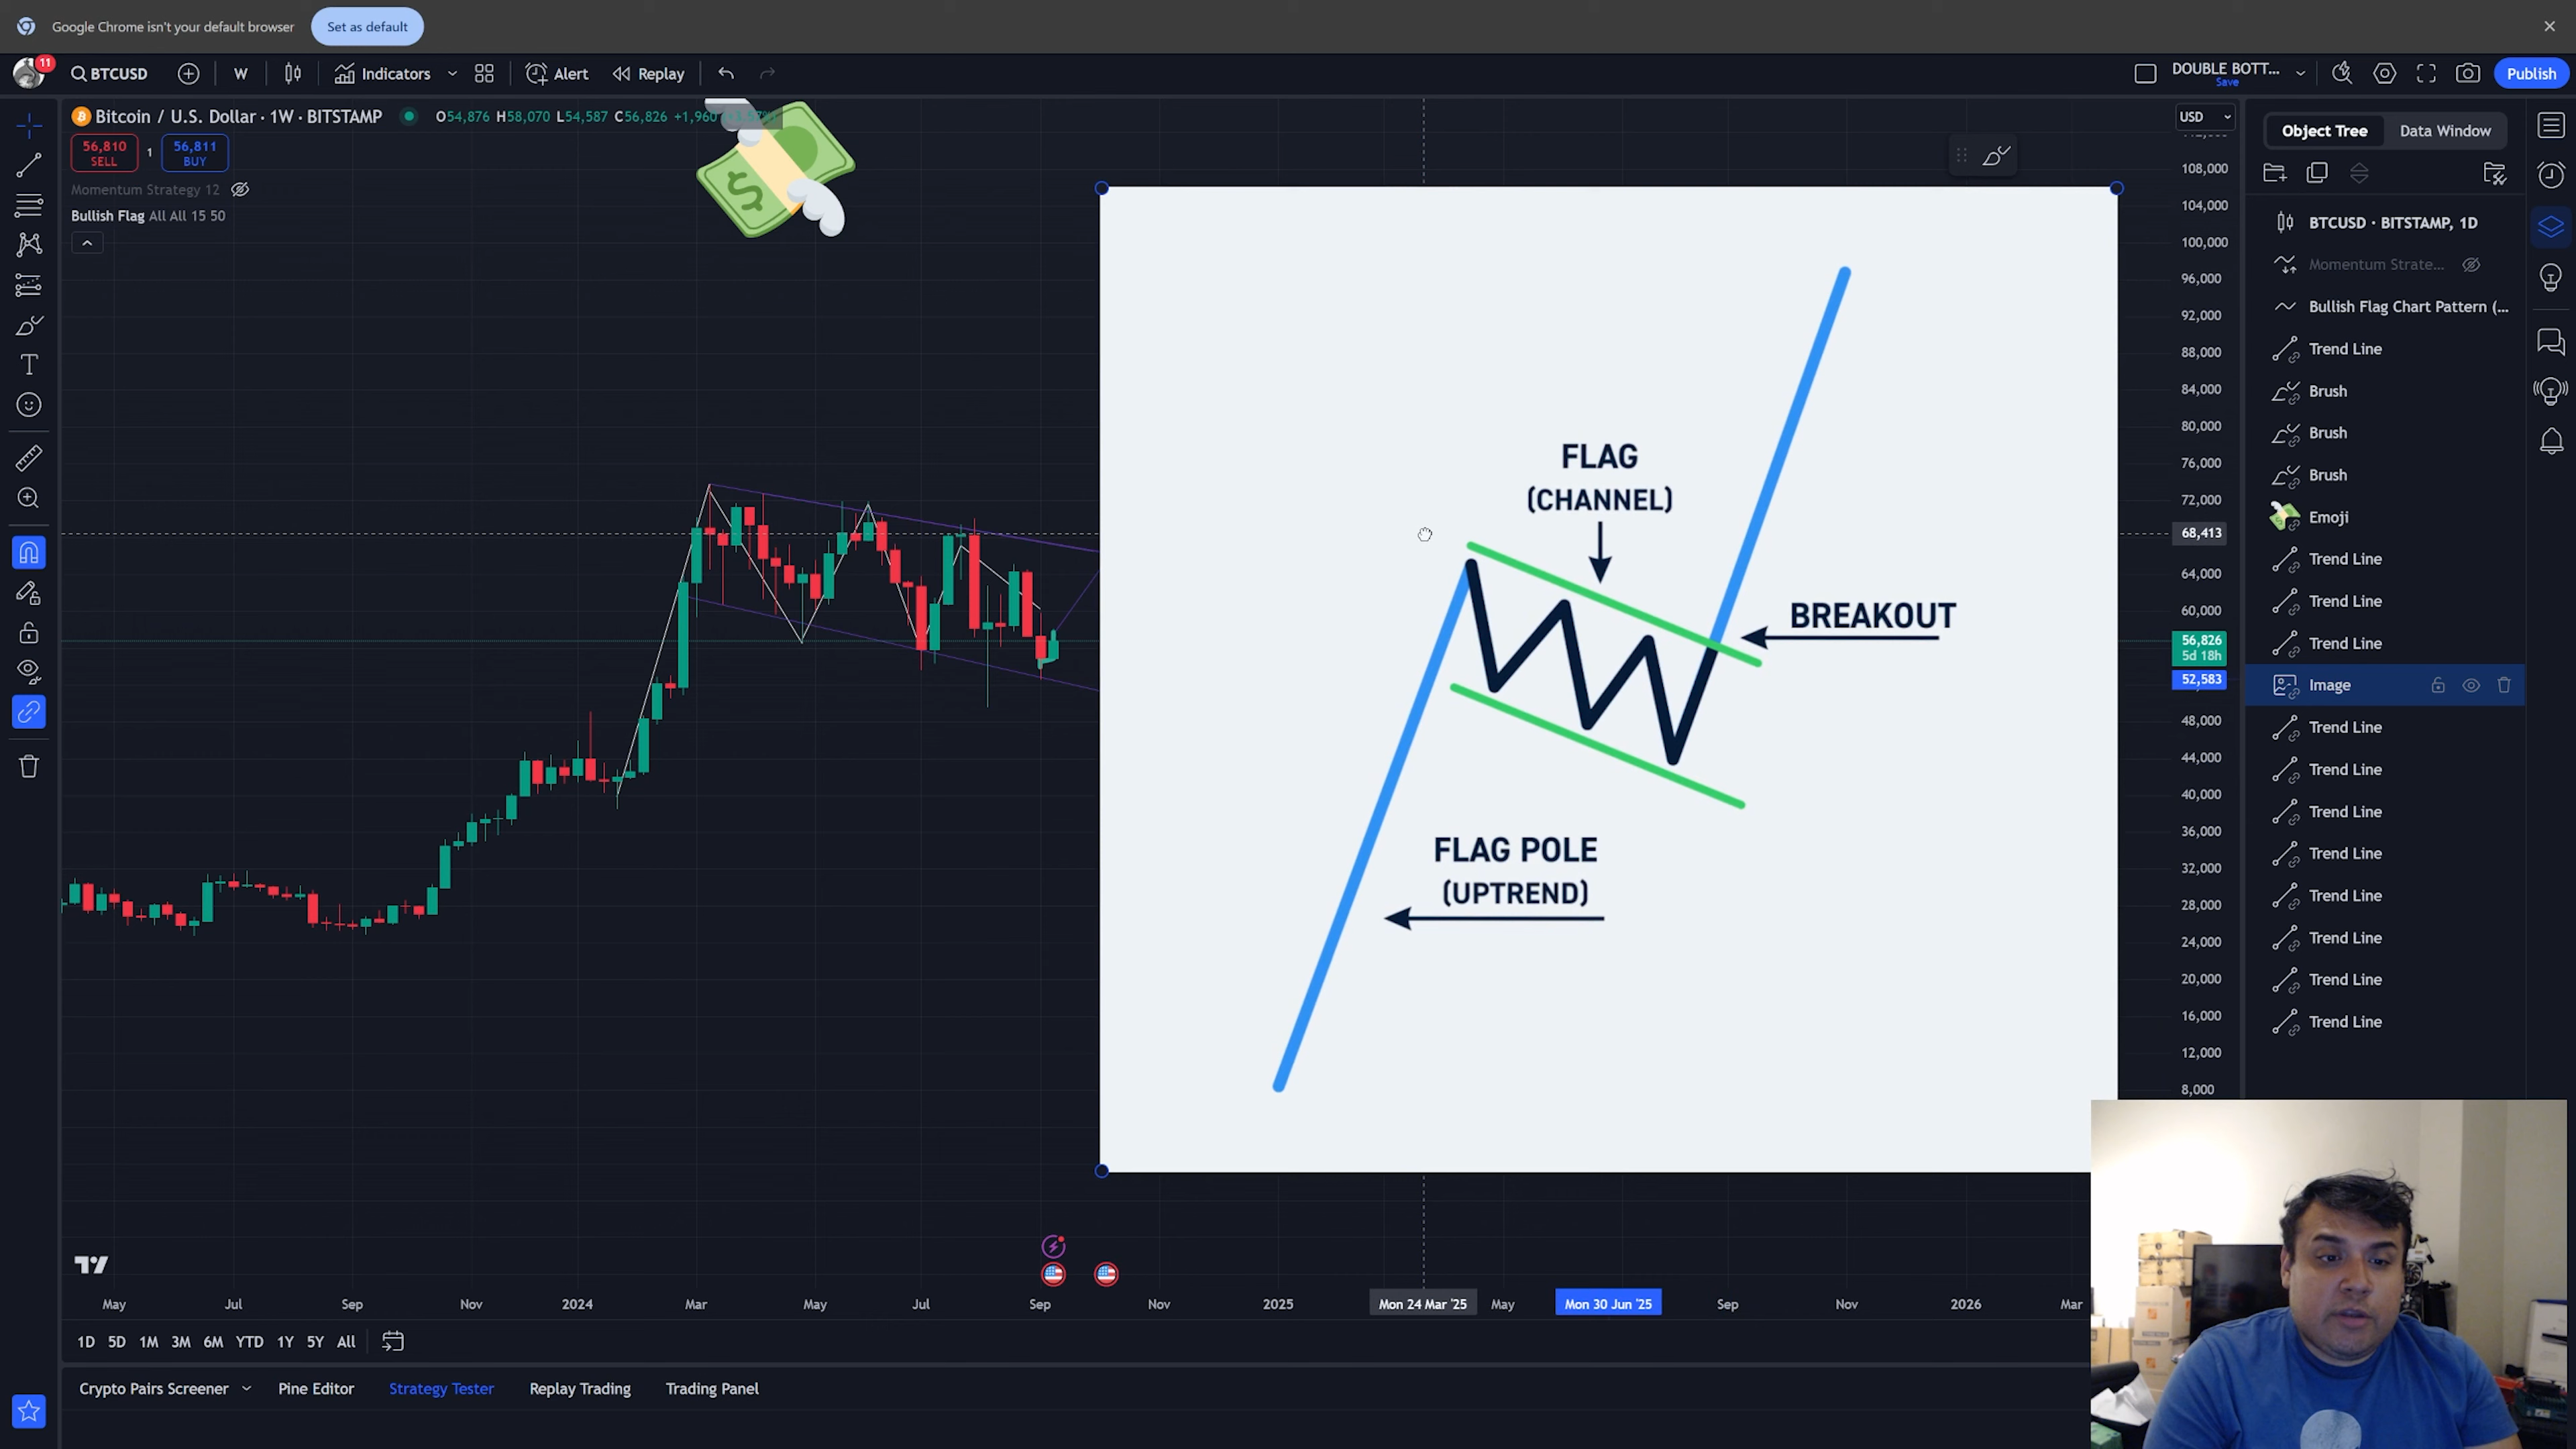 Google Chrome isn't your default browser Set as default
11 BTCUSD W Indicators Alert Replay DOUBLE BOTT... Save Publish
Bitcoin / U.S. Dollar · 1W · BITSTAMP O54,876 H58,070 L54,587 C56,826 +1,960
56,810 SELL 1 56,811 BUY
Momentum Strategy 12
Bullish Flag All All 15 50
$
FLAG
(CHANNEL)
BREAKOUT
FLAG POLE
(UPTREND)
USD
108,000
104,000
100,000
96,000
92,000
88,000
84,000
80,000
76,000
72,000
68,413
64,000
60,000
56,826
5d 18h
52,583
48,000
44,000
40,000
36,000
32,000
28,000
24,000
20,000
16,000
12,000
8,000
Object Tree Data Window
BTCUSD · BITSTAMP, 1D
Momentum Strate...
Bullish Flag Chart Pattern (...
Trend Line
Brush
Brush
Brush
Emoji
Trend Line
Trend Line
Trend Line
Image
Trend Line
Trend Line
Trend Line
Trend Line
Trend Line
Trend Line
Trend Line
Trend Line
May Jul Sep Nov 2024 Mar May Jul Sep Nov 2025 Mon 24 Mar '25 May Mon 30 Jun '25 Sep Nov 2026 Mar
1D 5D 1M 3M 6M YTD 1Y 5Y All
Crypto Pairs Screener Pine Editor Strategy Tester Replay Trading Trading Panel